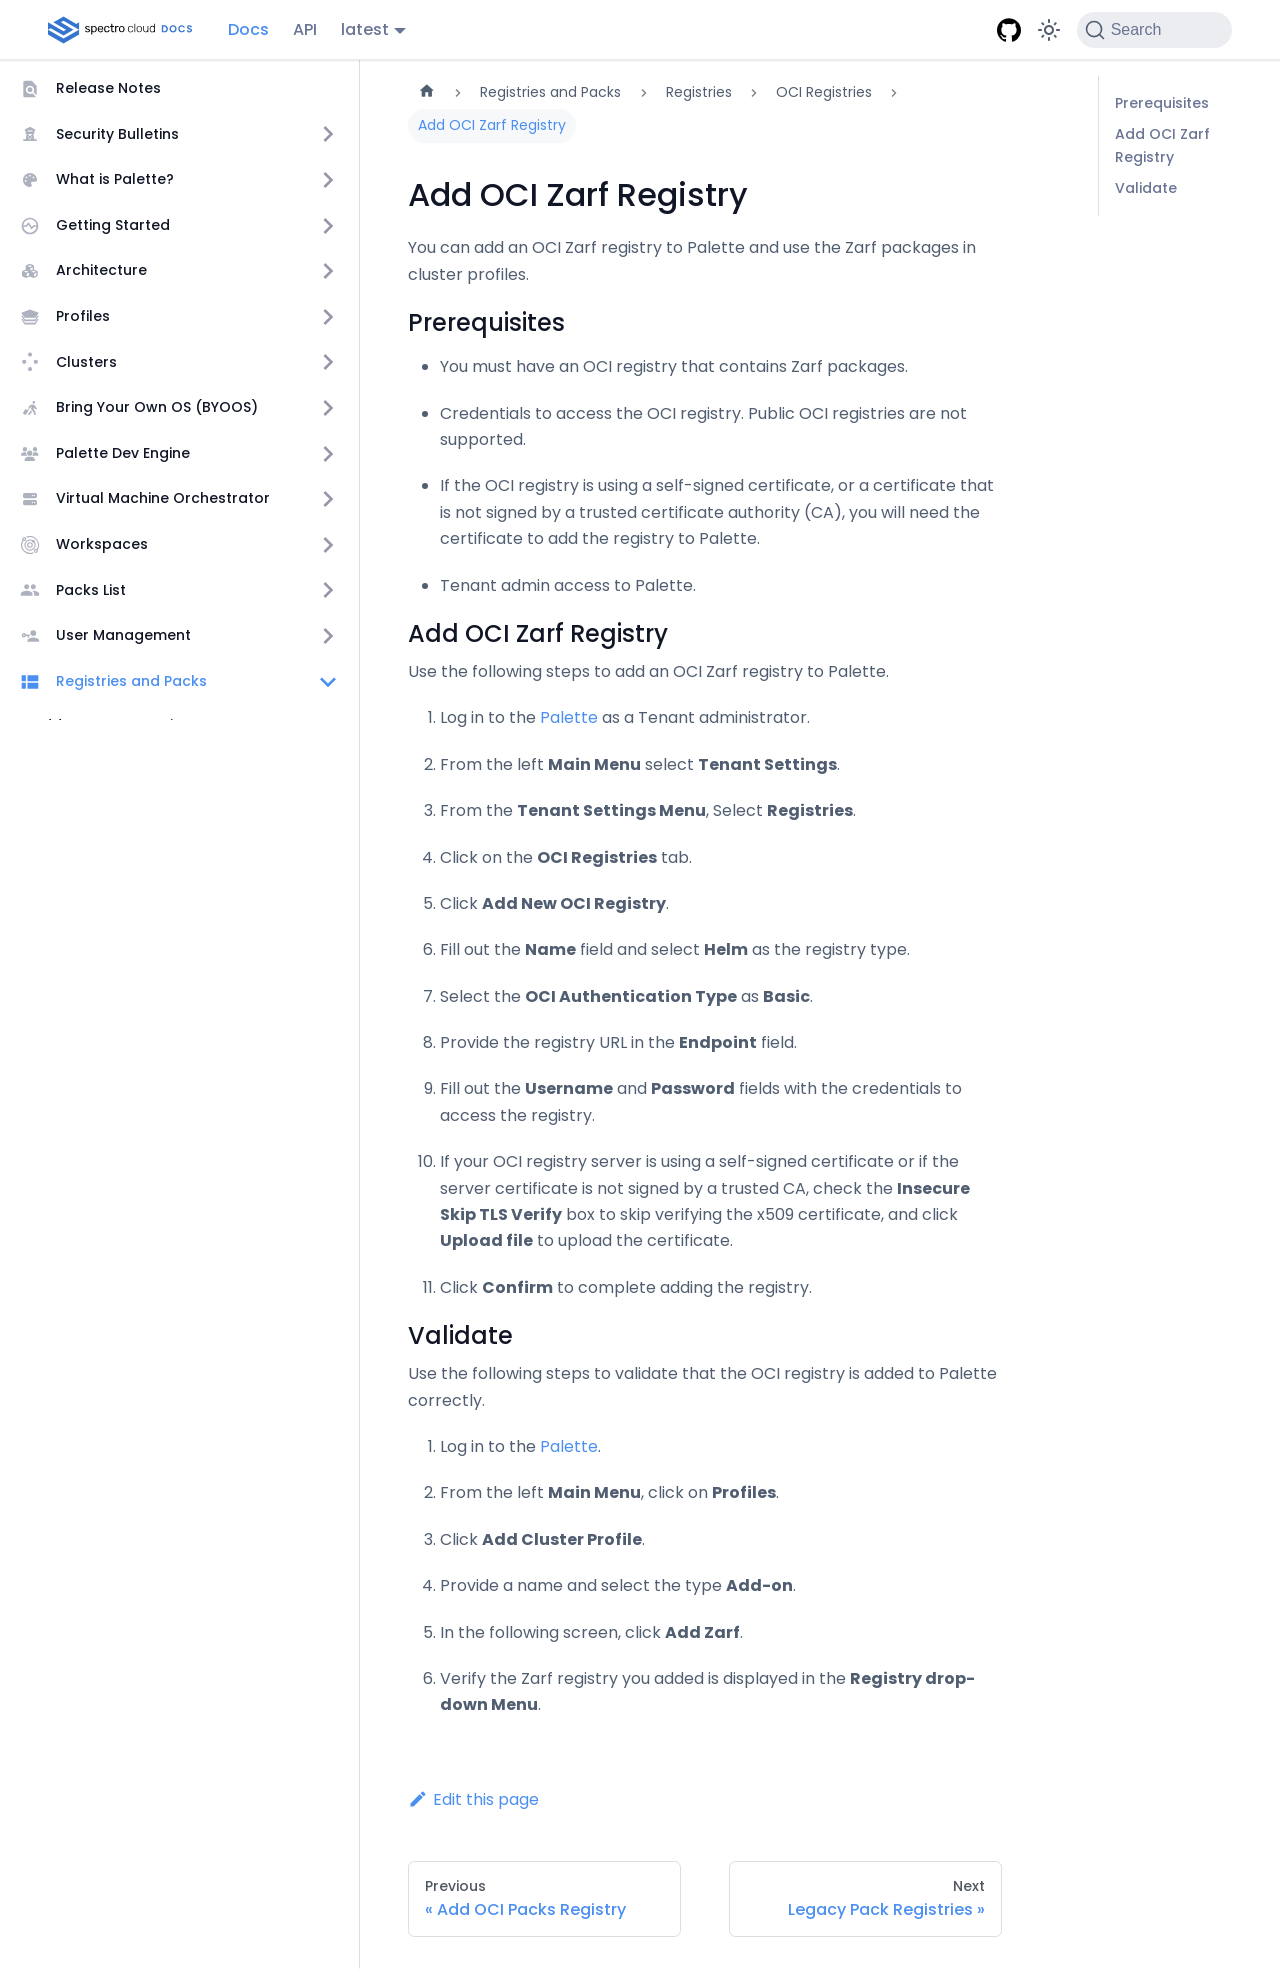 spectro cloud DOCS
Docs
API
latest
Search
Release Notes
Security Bulletins
What is Palette?
Getting Started
Architecture
Profiles
Clusters
Bring Your Own OS (BYOOS)
Palette Dev Engine
Virtual Machine Orchestrator
Workspaces
Packs List
User Management
Registries and Packs
Registries and Packs
Registries
OCI Registries
Add OCI Zarf Registry
Add OCI Zarf Registry
You can add an OCI Zarf registry to Palette and use the Zarf packages in
cluster profiles.
Prerequisites
You must have an OCI registry that contains Zarf packages.
Credentials to access the OCI registry. Public OCI registries are not
supported.
If the OCI registry is using a self-signed certificate, or a certificate that
is not signed by a trusted certificate authority (CA), you will need the
certificate to add the registry to Palette.
Tenant admin access to Palette.
Add OCI Zarf Registry
Use the following steps to add an OCI Zarf registry to Palette.
1. Log in to the Palette as a Tenant administrator.
2. From the left Main Menu select Tenant Settings.
3. From the Tenant Settings Menu, Select Registries.
4. Click on the OCI Registries tab.
5. Click Add New OCI Registry.
6. Fill out the Name field and select Helm as the registry type.
7. Select the OCI Authentication Type as Basic.
8. Provide the registry URL in the Endpoint field.
9. Fill out the Username and Password fields with the credentials to
access the registry.
10. If your OCI registry server is using a self-signed certificate or if the
server certificate is not signed by a trusted CA, check the Insecure
Skip TLS Verify box to skip verifying the x509 certificate, and click
Upload file to upload the certificate.
11. Click Confirm to complete adding the registry.
Validate
Use the following steps to validate that the OCI registry is added to Palette
correctly.
1. Log in to the Palette.
2. From the left Main Menu, click on Profiles.
3. Click Add Cluster Profile.
4. Provide a name and select the type Add-on.
5. In the following screen, click Add Zarf.
6. Verify the Zarf registry you added is displayed in the Registry drop-
down Menu.
Edit this page
Previous
« Add OCI Packs Registry
Next
Legacy Pack Registries »
Prerequisites
Add OCI Zarf
Registry
Validate